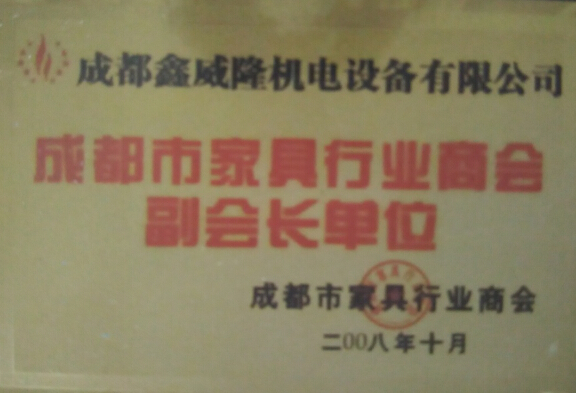 成都鑫威隆机电设备有限公司
成都市家具行业商会
副会长单位
成都市家具行业商会
二00八年十月